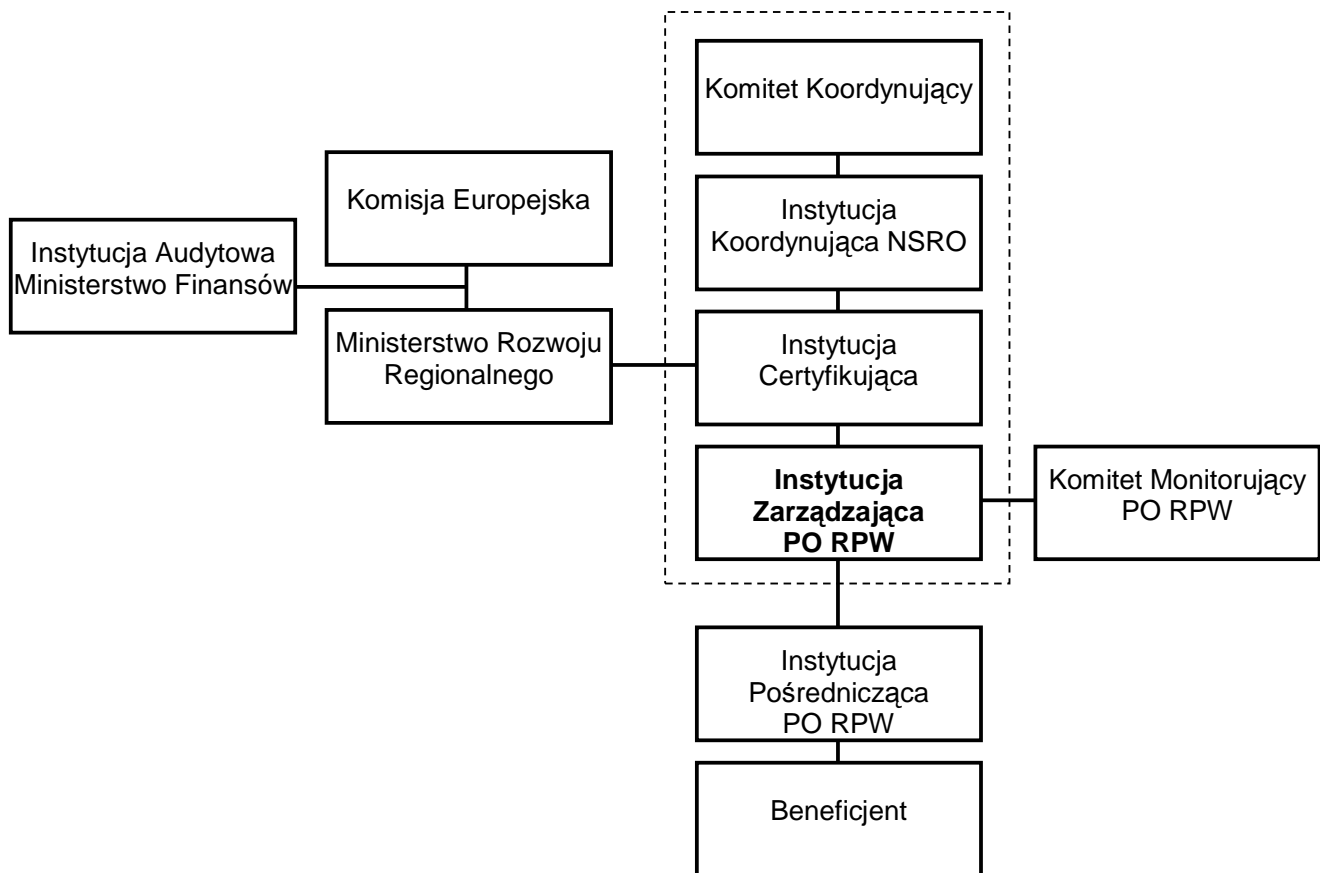 Komitet Koordynujący
Komisja Europejska
Instytucja
Koordynująca NSRO
Instytucja Audytowa
Ministerstwo Finansów
Ministerstwo Rozwoju
Regionalnego
Instytucja
Certyfikująca
Instytucja
Zarządzająca
PO RPW
Komitet Monitorujący
PO RPW
Instytucja
Pośrednicząca
PO RPW
Beneficjent